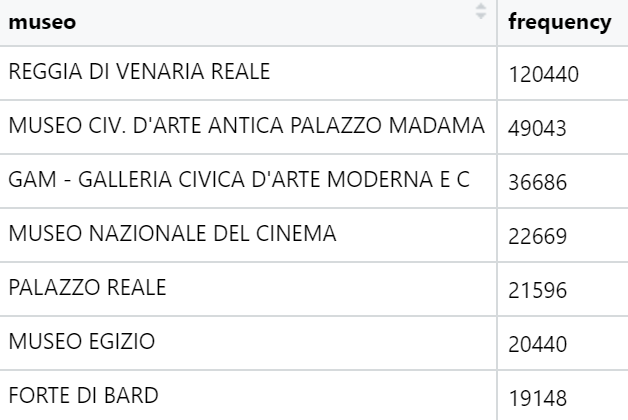 museo frequency
REGGIA DI VENARIA REALE 120440
MUSEO CIV. D'ARTE ANTICA PALAZZO MADAMA 49043
GAM - GALLERIA CIVICA D'ARTE MODERNA E C 36686
MUSEO NAZIONALE DEL CINEMA 22669
PALAZZO REALE 21596
MUSEO EGIZIO 20440
FORTE DI BARD 19148